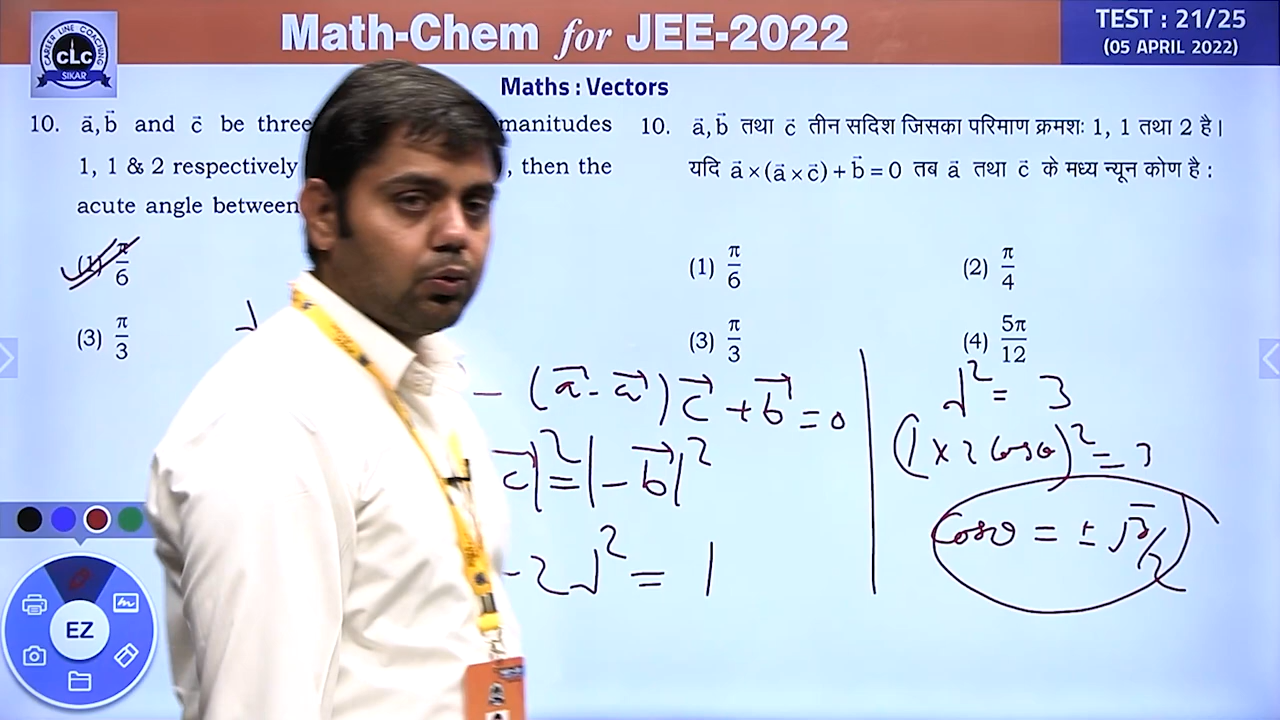 Math-Chem for JEE-2022
TEST : 21/25
(05 APRIL 2022)
CAREER LINE COACHING
CLC
SIKAR
Maths : Vectors
10. a⃗, b⃗ and c⃗ be three manitudes
1, 1 & 2 respectively , then the
acute angle between
(1) π/6
(3) π/3
10. a⃗, b⃗ तथा c⃗ तीन सदिश जिसका परिमाण क्रमशः 1, 1 तथा 2 है।
यदि a⃗ × (a⃗ × c⃗) + b⃗ = 0 तब a⃗ तथा c⃗ के मध्य न्यून कोण है :
(1) π/6 (2) π/4
(3) π/3 (4) 5π/12
− (a⃗ . a⃗) c⃗ + b⃗ = 0
c⃗|² = |−b⃗|²
- 2λ² = 1
λ² = 3
(1 × 2 cosθ)² = 3
cosθ = ± √3/2
EZ